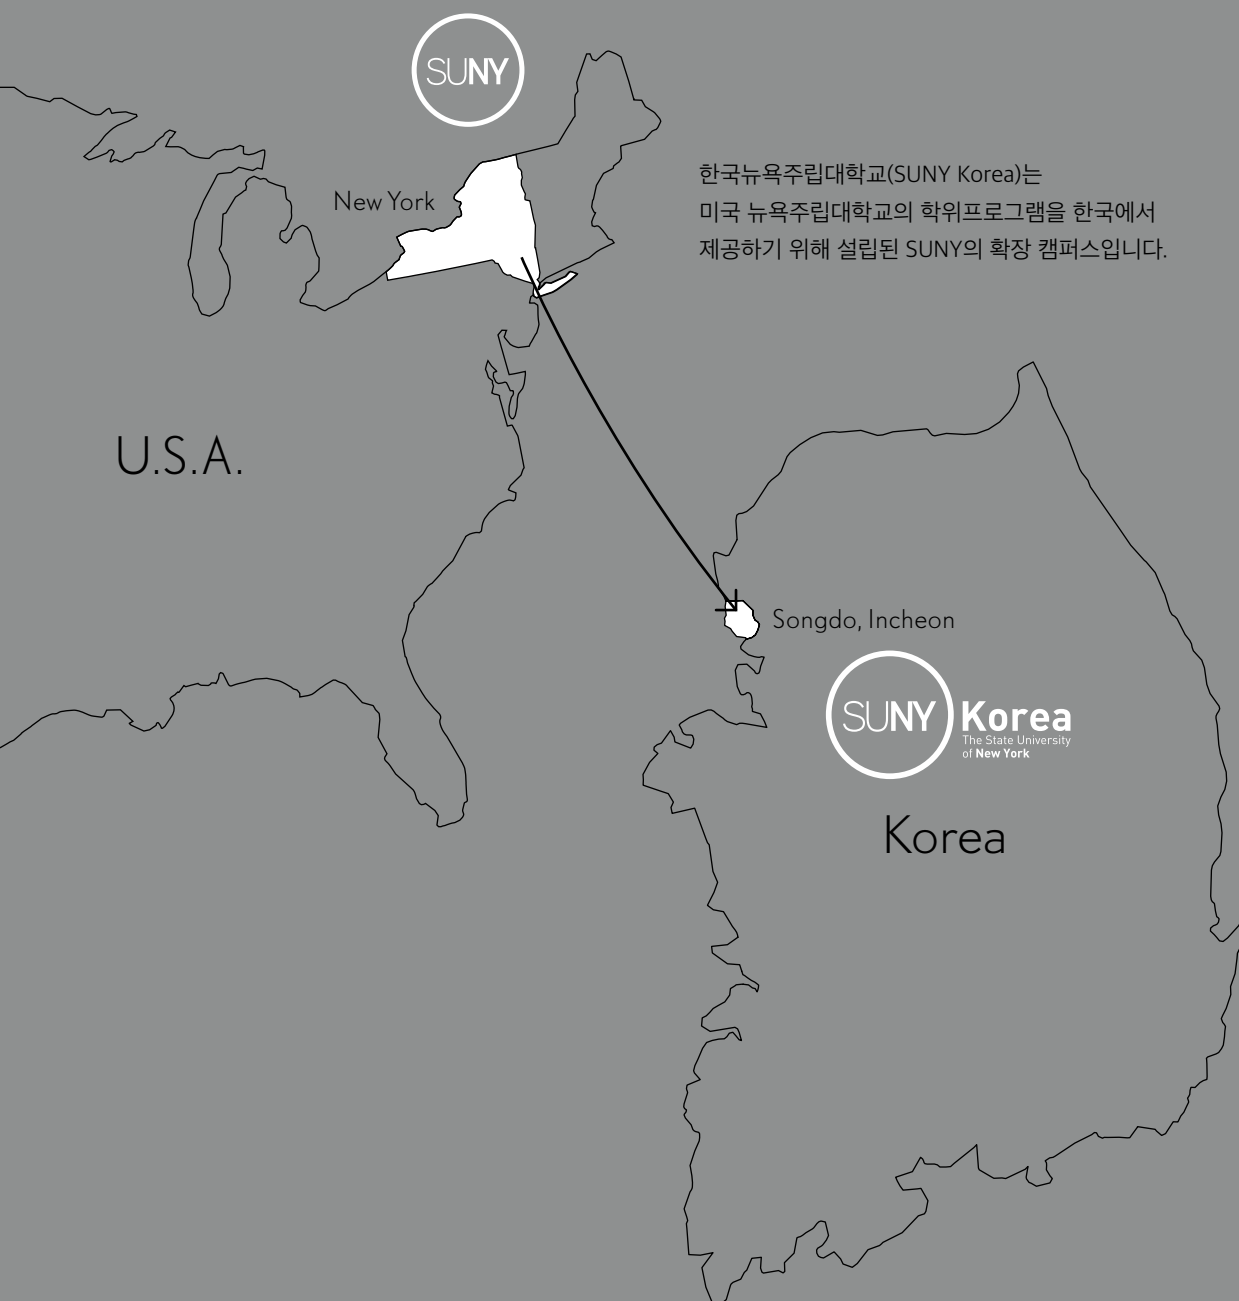 SUNY
New York
한국뉴욕주립대학교(SUNY Korea)는
미국 뉴욕주립대학교의 학위프로그램을 한국에서
제공하기 위해 설립된 SUNY의 확장 캠퍼스입니다.
U.S.A.
Songdo, Incheon
SUNY Korea
The State University
of New York
Korea